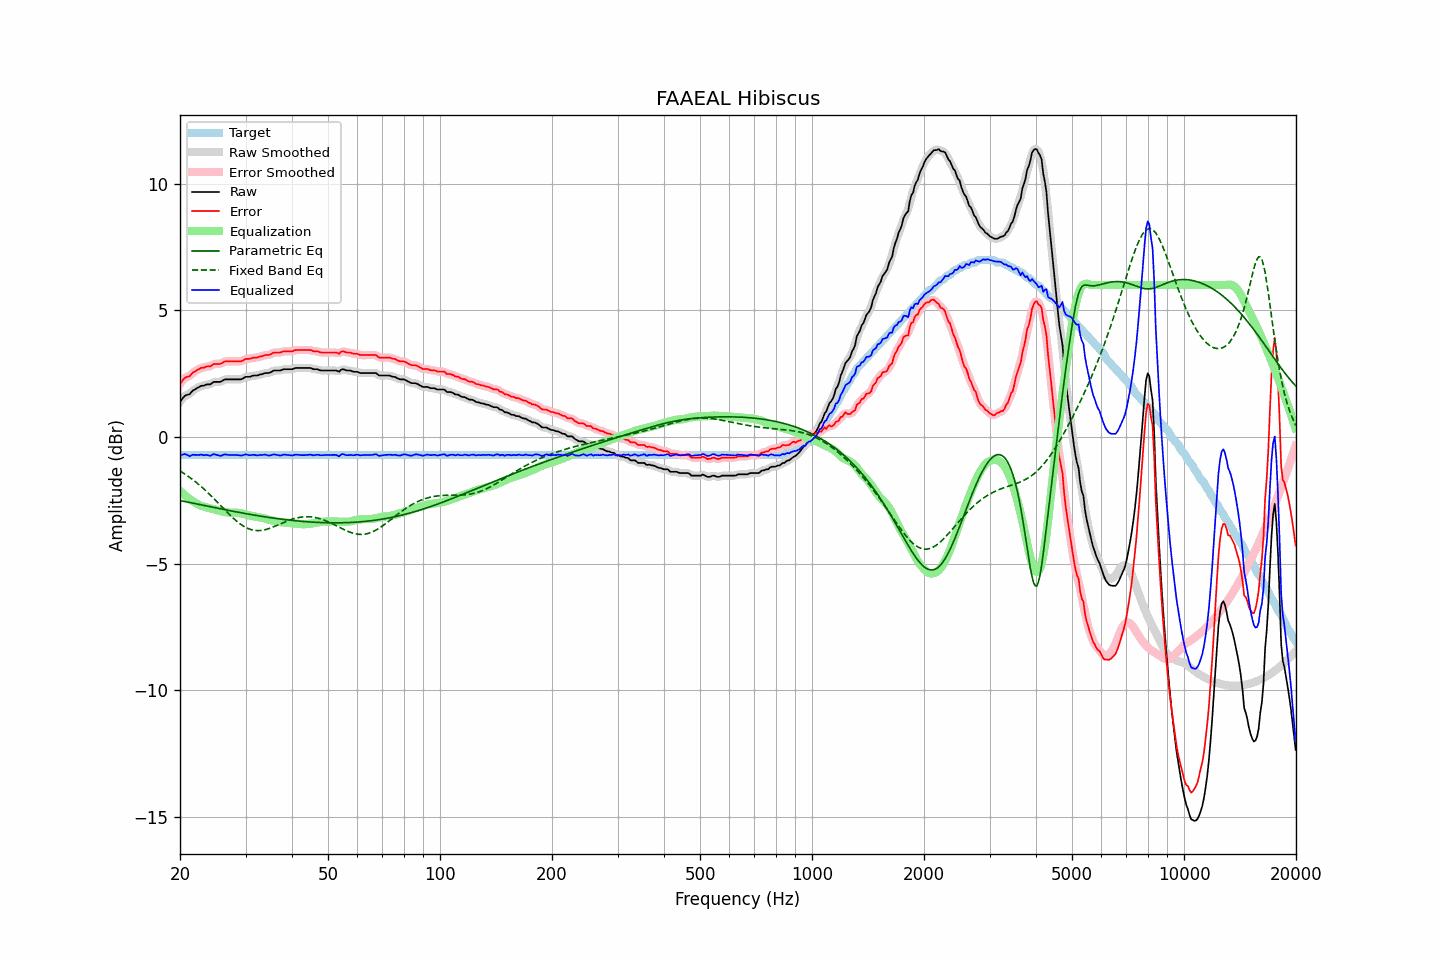 FAAEAL Hibiscus
Target
Raw Smoothed
Error Smoothed
Raw
Error
Equalization
Parametric Eq
Fixed Band Eq
Equalized
10
5
0
−5
−10
−15
Amplitude (dBr)
20 50 100 200 500 1000 2000 5000 10000 20000
Frequency (Hz)